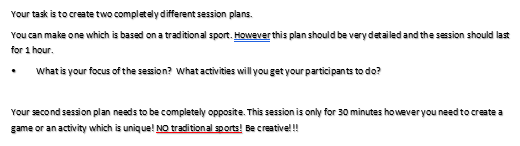 Your task is to create two completely different session plans.
You can make one which is based on a traditional sport. However this plan should be very detailed and the session should last
for 1 hour.
• What is your focus of the session? What activities will you get your participants to do?
Your second session plan needs to be completely opposite. This session is only for 30 minutes however you need to create a
game or an activity which is unique! NO traditional sports! Be creative!!!